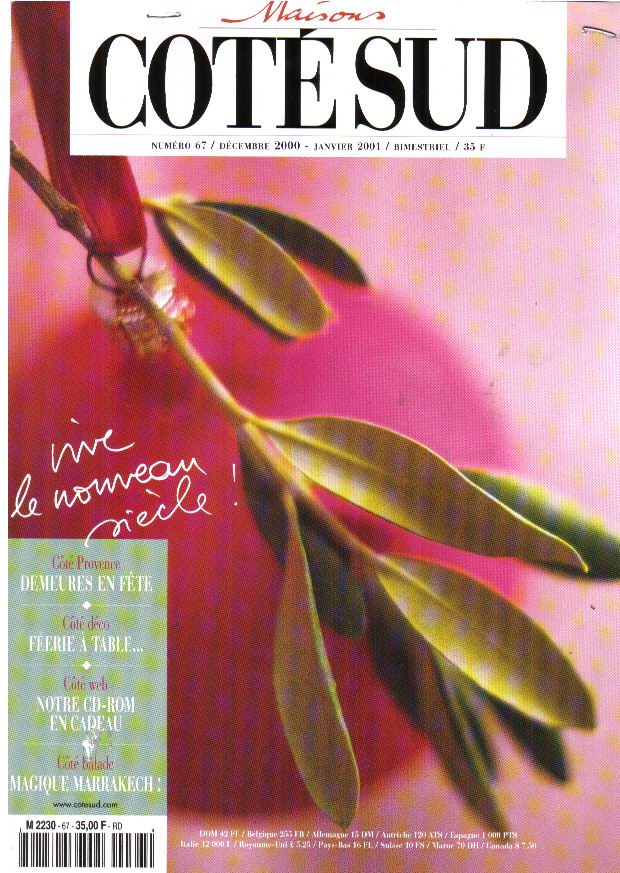 Maisons
COTÉ SUD
NUMÉRO 67 / DÉCEMBRE 2000 - JANVIER 2001 / BIMESTRIEL / 35 F
vive
le nouveau
siècle !
Côté Provence
DEMEURES EN FÊTE
Côté déco
FÉERIE À TABLE...
Côté web
NOTRE CD-ROM
EN CADEAU
Côté balade
MAGIQUE MARRAKECH !
www.cotesud.com
M 2230 - 67 - 35,00 F - RD
DOM 42 FF / Belgique 255 FB / Allemagne 15 DM / Autriche 120 ATS / Espagne 1 000 PTS
Italie 12 000 L / Royaume-Uni £ 5,25 / Pays-Bas 16 FL / Suisse 10 FS / Maroc 70 DH / Canada $ 7,50